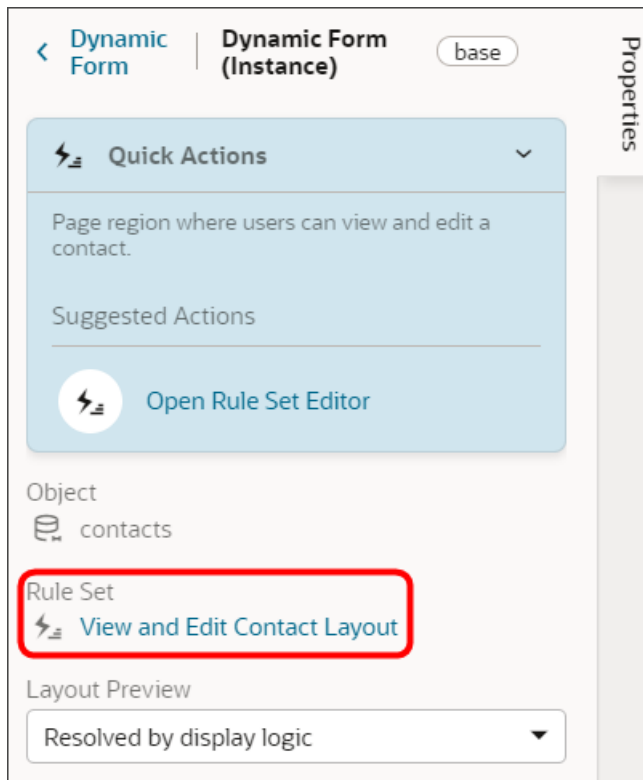 Dynamic
Form
Dynamic Form
(Instance)
base
Properties
Quick Actions
Page region where users can view and edit a
contact.
Suggested Actions
Open Rule Set Editor
Object
contacts
Rule Set
View and Edit Contact Layout
Layout Preview
Resolved by display logic